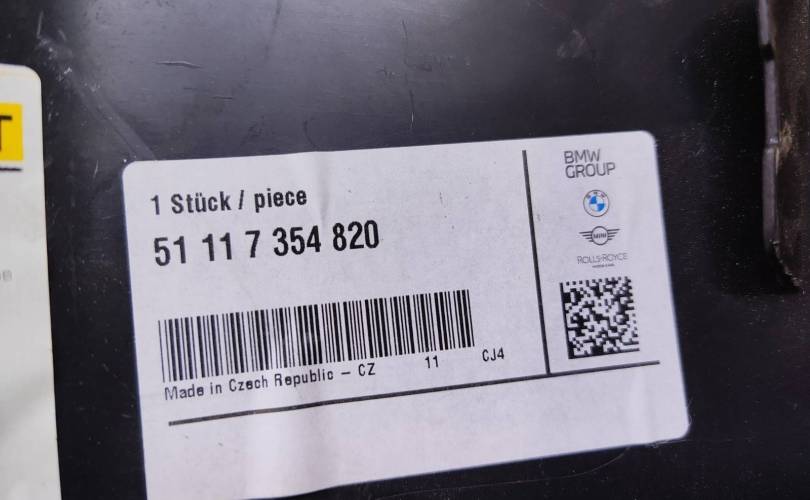 T
1 Stück / piece
51 11 7 354 820
Made in Czech Republic – CZ 11 CJ4
BMW
GROUP
ROLLS-ROYCE